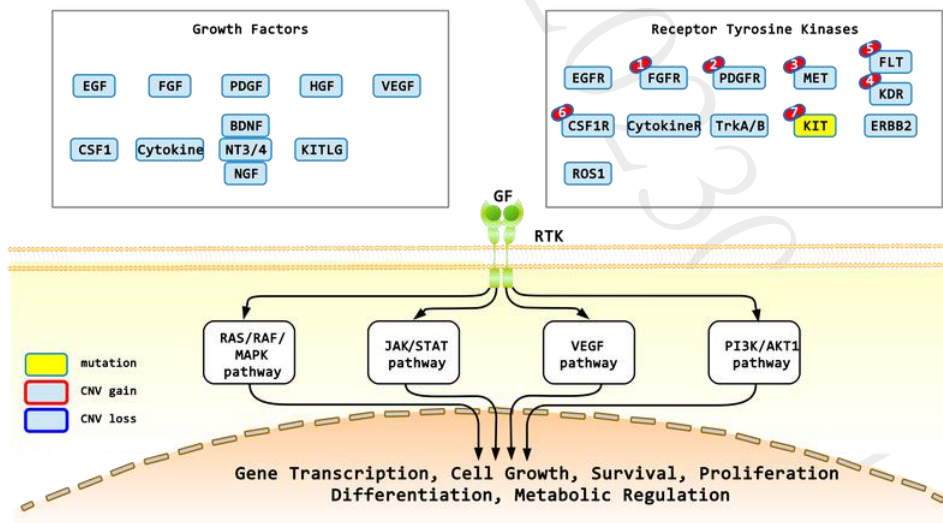 Growth Factors
EGF
FGF
PDGF
HGF
VEGF
BDNF
CSF1
Cytokine
NT3/4
KITLG
NGF
Receptor Tyrosine Kinases
EGFR
1
FGFR
2
PDGFR
3
MET
5
FLT
4
KDR
6
CSF1R
CytokineR
TrkA/B
7
KIT
ERBB2
ROS1
GF
RTK
RAS/RAF/
MAPK
pathway
JAK/STAT
pathway
VEGF
pathway
PI3K/AKT1
pathway
mutation
CNV gain
CNV loss
Gene Transcription, Cell Growth, Survival, Proliferation
Differentiation, Metabolic Regulation